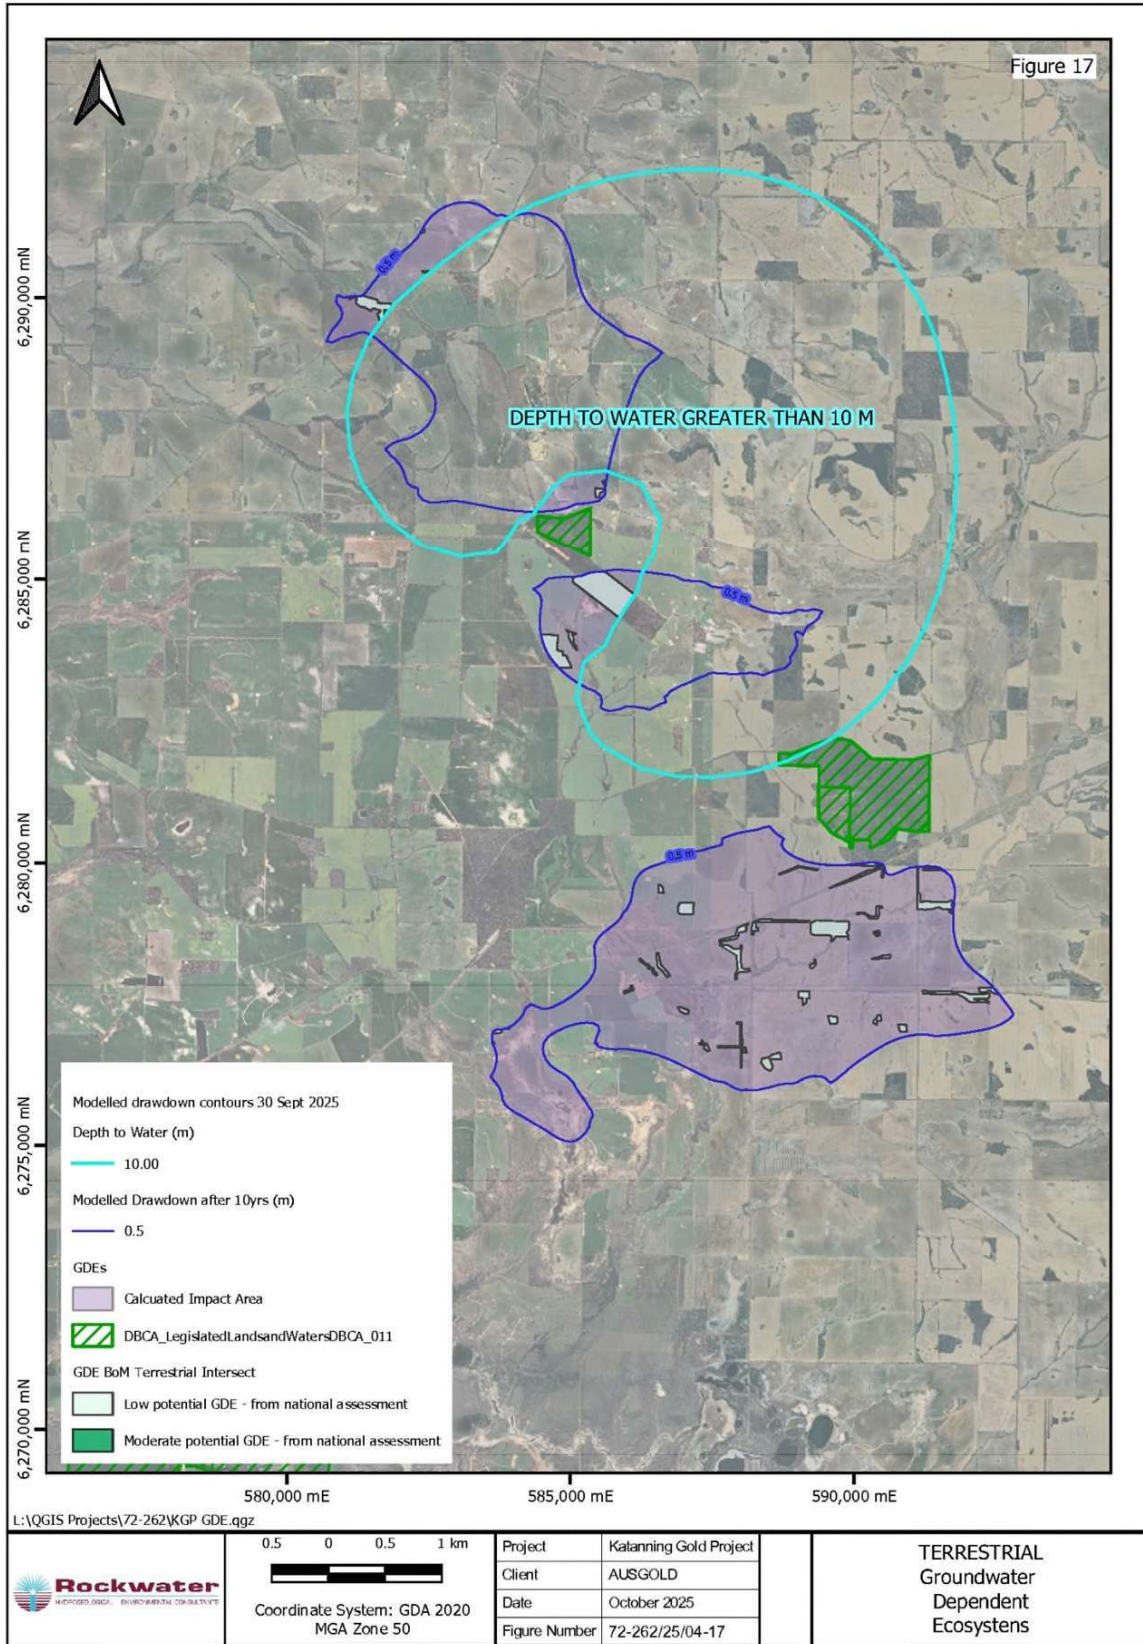 Figure 17
0.5 m
DEPTH TO WATER GREATER THAN 10 M
0.5 m
0.5 m
6,290,000 mN
6,285,000 mN
6,280,000 mN
6,275,000 mN
6,270,000 mN
Modelled drawdown contours 30 Sept 2025
Depth to Water (m)
10.00
Modelled Drawdown after 10yrs (m)
0.5
GDEs
Calcuated Impact Area
DBCA_LegislatedLandsandWatersDBCA_011
GDE BoM Terrestrial Intersect
Low potential GDE - from national assessment
Moderate potential GDE - from national assessment
580,000 mE
585,000 mE
590,000 mE
L:\QGIS Projects\72-262\KGP GDE.qgz
Rockwater
HYDROGEOLOGICAL ENVIRONMENTAL CONSULTANTS
0.5 0 0.5 1 km
Coordinate System: GDA 2020
MGA Zone 50
Project Katanning Gold Project
Client AUSGOLD
Date October 2025
Figure Number 72-262/25/04-17
TERRESTRIAL
Groundwater
Dependent
Ecosystens